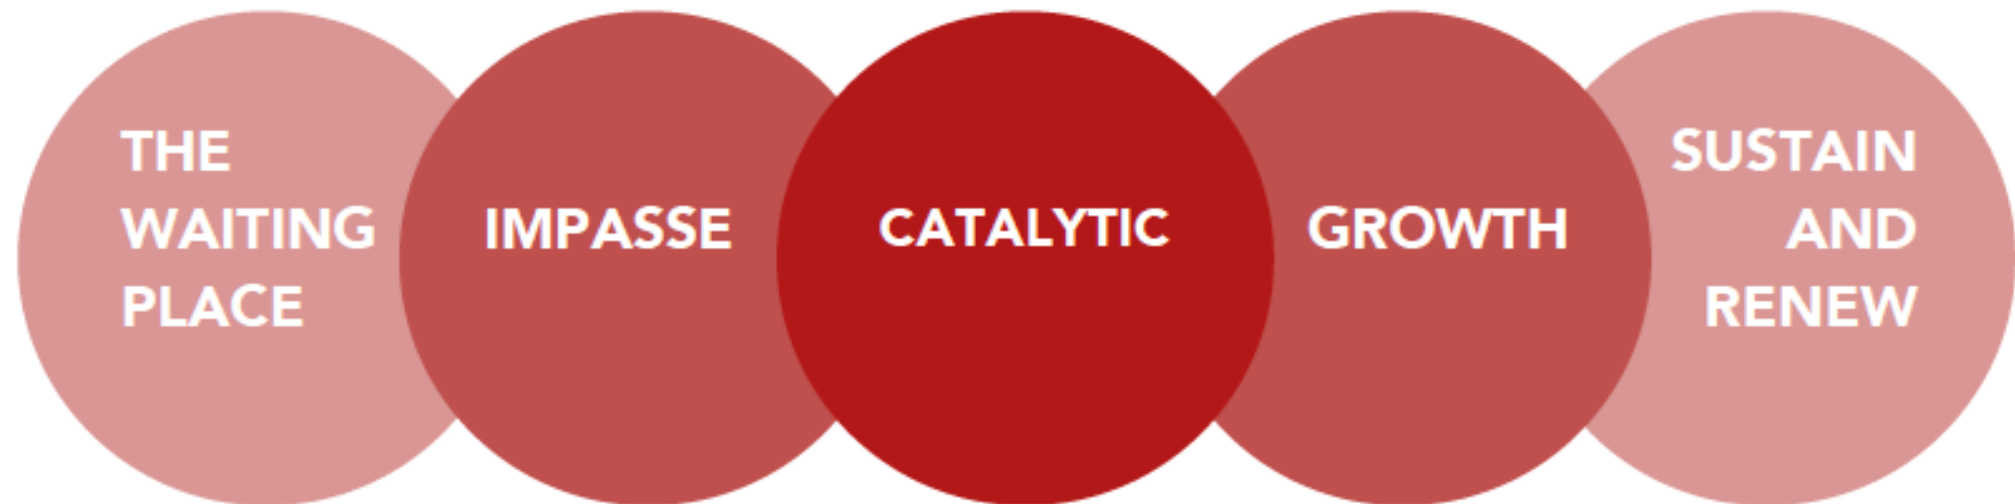 THE
WAITING
PLACE
IMPASSE
CATALYTIC
GROWTH
SUSTAIN
AND
RENEW